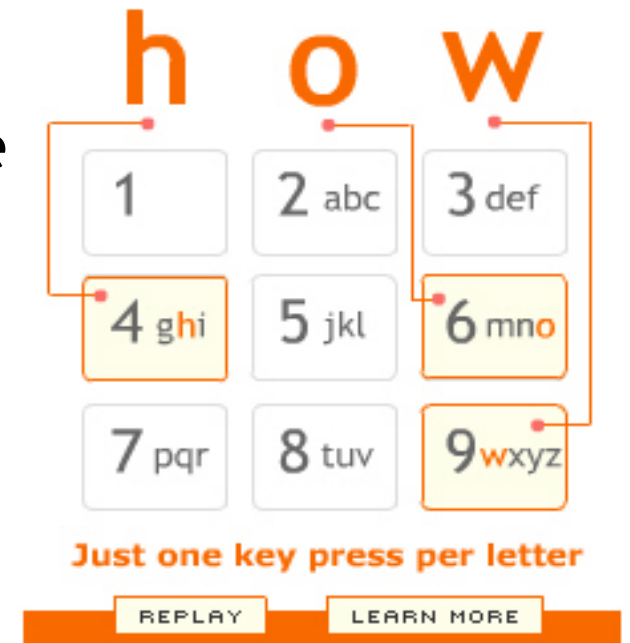 e
how
1 2 abc 3 def
4 ghi 5 jkl 6 mno
7 pqr 8 tuv 9 wxyz
Just one key press per letter
REPLAY LEARN MORE